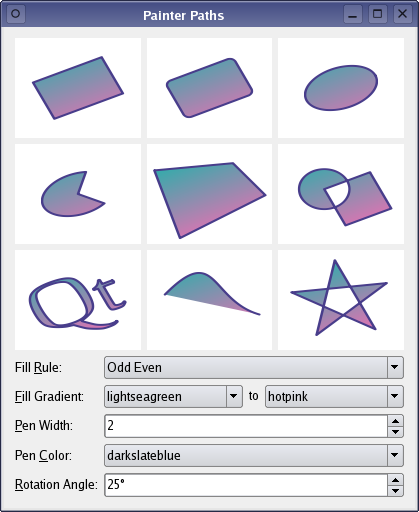 Painter Paths
Qt
Fill Rule: Odd Even
Fill Gradient: lightseagreen to hotpink
Pen Width: 2
Pen Color: darkslateblue
Rotation Angle: 25°